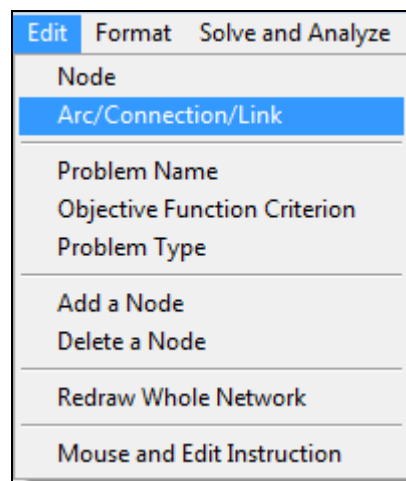 Edit Format Solve and Analyze
Node
Arc/Connection/Link
Problem Name
Objective Function Criterion
Problem Type
Add a Node
Delete a Node
Redraw Whole Network
Mouse and Edit Instruction